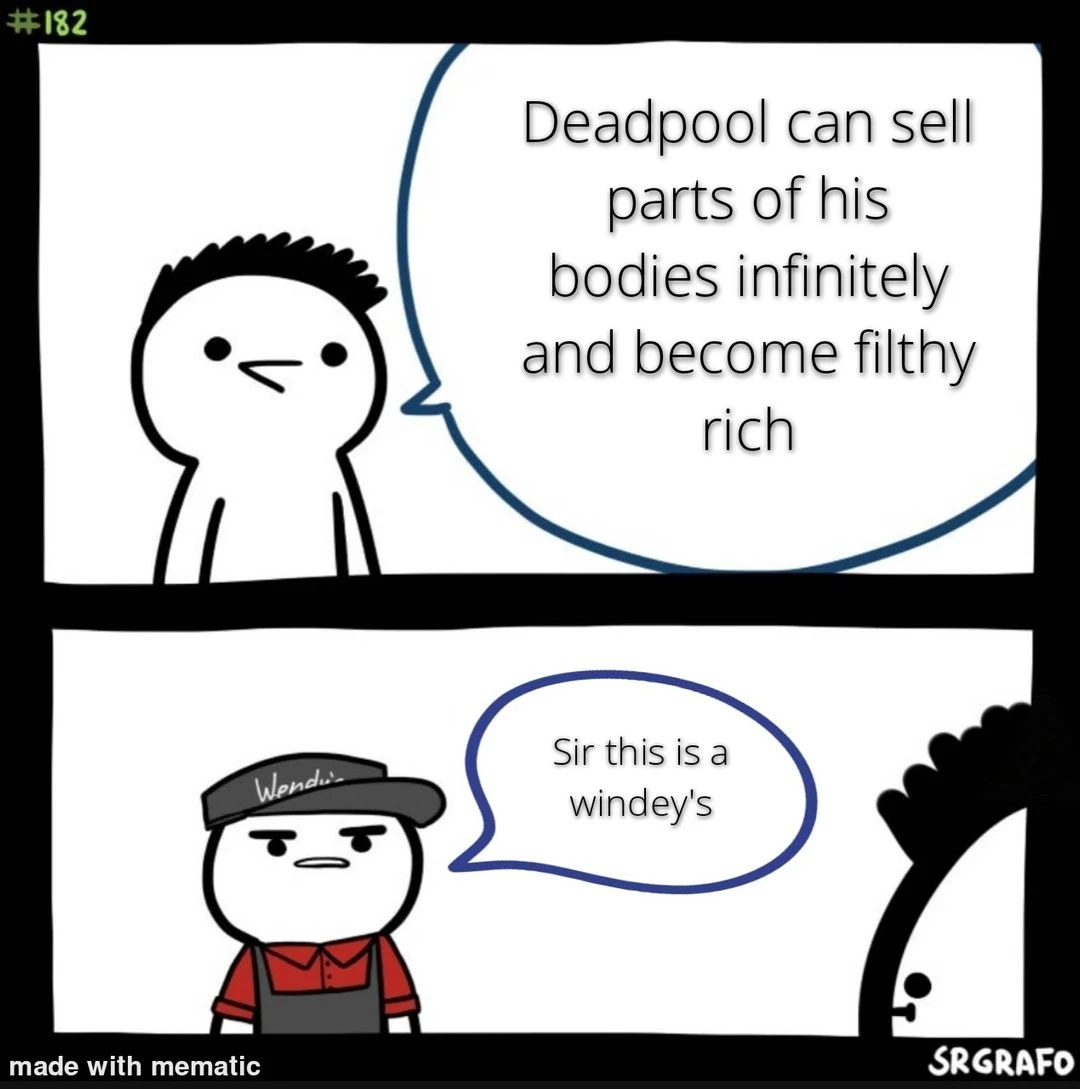 #182
Deadpool can sell
parts of his
bodies infinitely
and become filthy
rich
Wendy's
Sir this is a
windey's
made with mematic
SRGRAFO